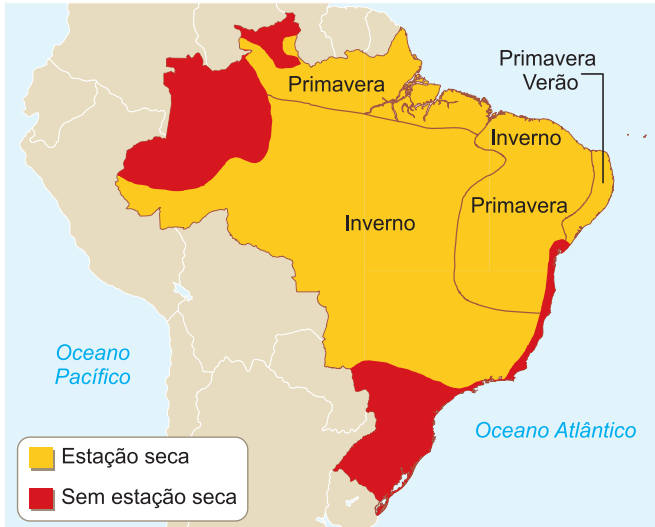 Primavera
Verão
Primavera
Inverno
Primavera
Inverno
Oceano
Pacífico
Oceano Atlântico
Estação seca
Sem estação seca